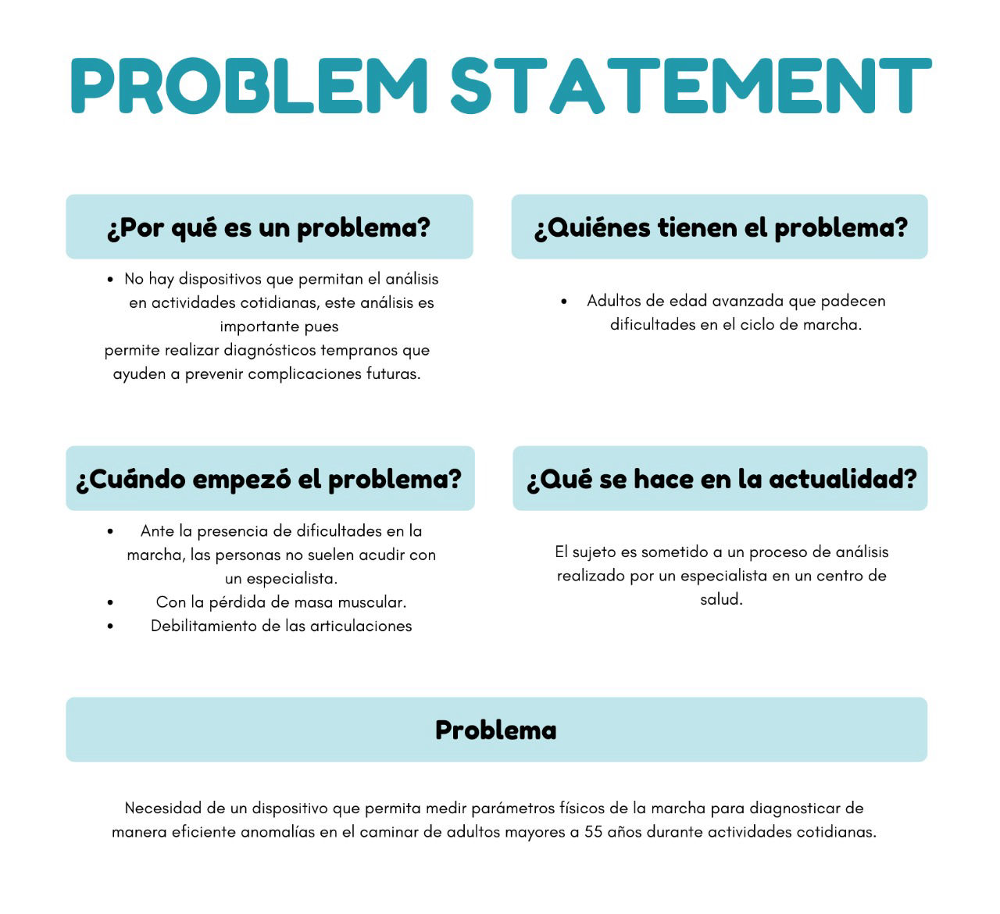 PROBLEM STATEMENT
¿Por qué es un problema?
• No hay dispositivos que permitan el análisis
en actividades cotidianas, este análisis es
importante pues
permite realizar diagnósticos tempranos que
ayuden a prevenir complicaciones futuras.
¿Quiénes tienen el problema?
• Adultos de edad avanzada que padecen
dificultades en el ciclo de marcha.
¿Cuándo empezó el problema?
• Ante la presencia de dificultades en la
marcha, las personas no suelen acudir con
un especialista.
• Con la pérdida de masa muscular.
• Debilitamiento de las articulaciones
¿Qué se hace en la actualidad?
El sujeto es sometido a un proceso de análisis
realizado por un especialista en un centro de
salud.
Problema
Necesidad de un dispositivo que permita medir parámetros físicos de la marcha para diagnosticar de
manera eficiente anomalías en el caminar de adultos mayores a 55 años durante actividades cotidianas.